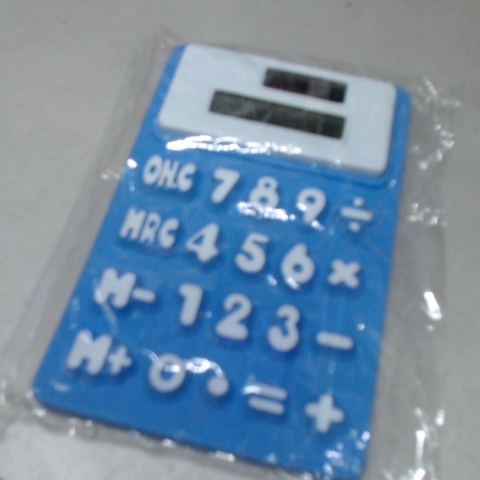 ON.C 7 8 9 ÷
MRC 4 5 6 ×
M- 1 2 3 −
M+ 0 . = +